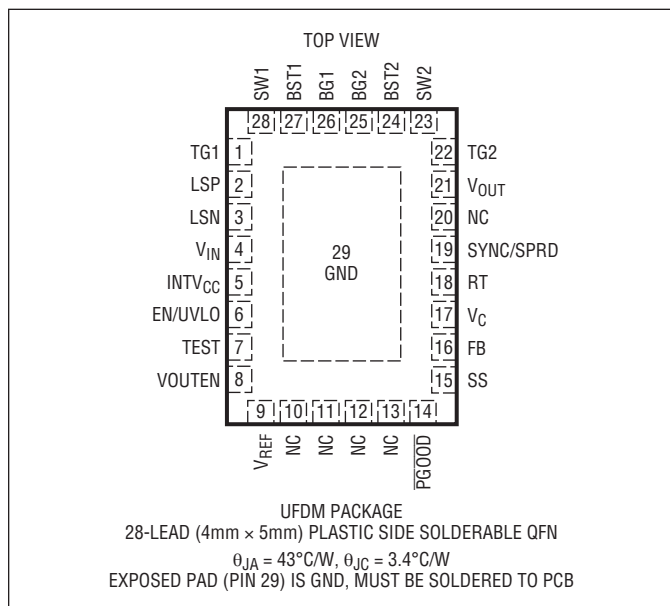 TOP VIEW
SW1 BST1 BG1 BG2 BST2 SW2
28 27 26 25 24 23
TG1 1 22 TG2
LSP 2 21 VOUT
LSN 3 20 NC
VIN 4 19 SYNC/SPRD
29
GND
INTVCC 5 18 RT
EN/UVLO 6 17 VC
TEST 7 16 FB
VOUTEN 8 15 SS
9 10 11 12 13 14
VREF NC NC NC NC PGOOD
UFDM PACKAGE
28-LEAD (4mm × 5mm) PLASTIC SIDE SOLDERABLE QFN
θJA = 43°C/W, θJC = 3.4°C/W
EXPOSED PAD (PIN 29) IS GND, MUST BE SOLDERED TO PCB